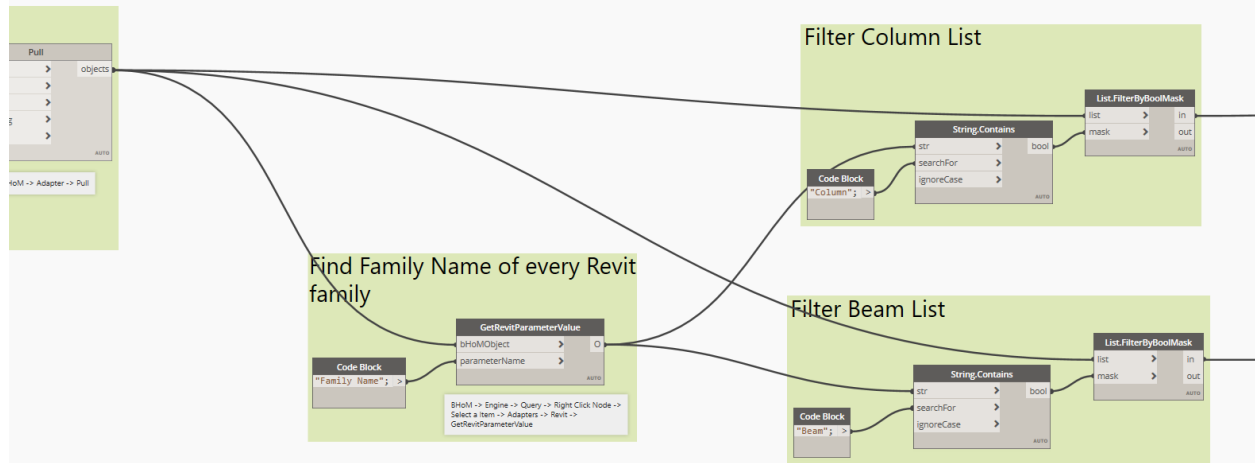 Pull
objects
g
AUTO
HoM -> Adapter -> Pull
Find Family Name of every Revit
family
GetRevitParameterValue
bHoMObject > O
parameterName >
AUTO
Code Block
"Family Name"; >
BHoM -> Engine -> Query -> Right Click Node ->
Select a Item -> Adapters -> Revit ->
GetRevitParameterValue
Filter Column List
List.FilterByBoolMask
list > in
mask > out
AUTO
String.Contains
str > bool
searchFor >
ignoreCase >
AUTO
Code Block
"Column"; >
Filter Beam List
List.FilterByBoolMask
list > in
mask > out
AUTO
String.Contains
str > bool
searchFor >
ignoreCase >
AUTO
Code Block
"Beam"; >